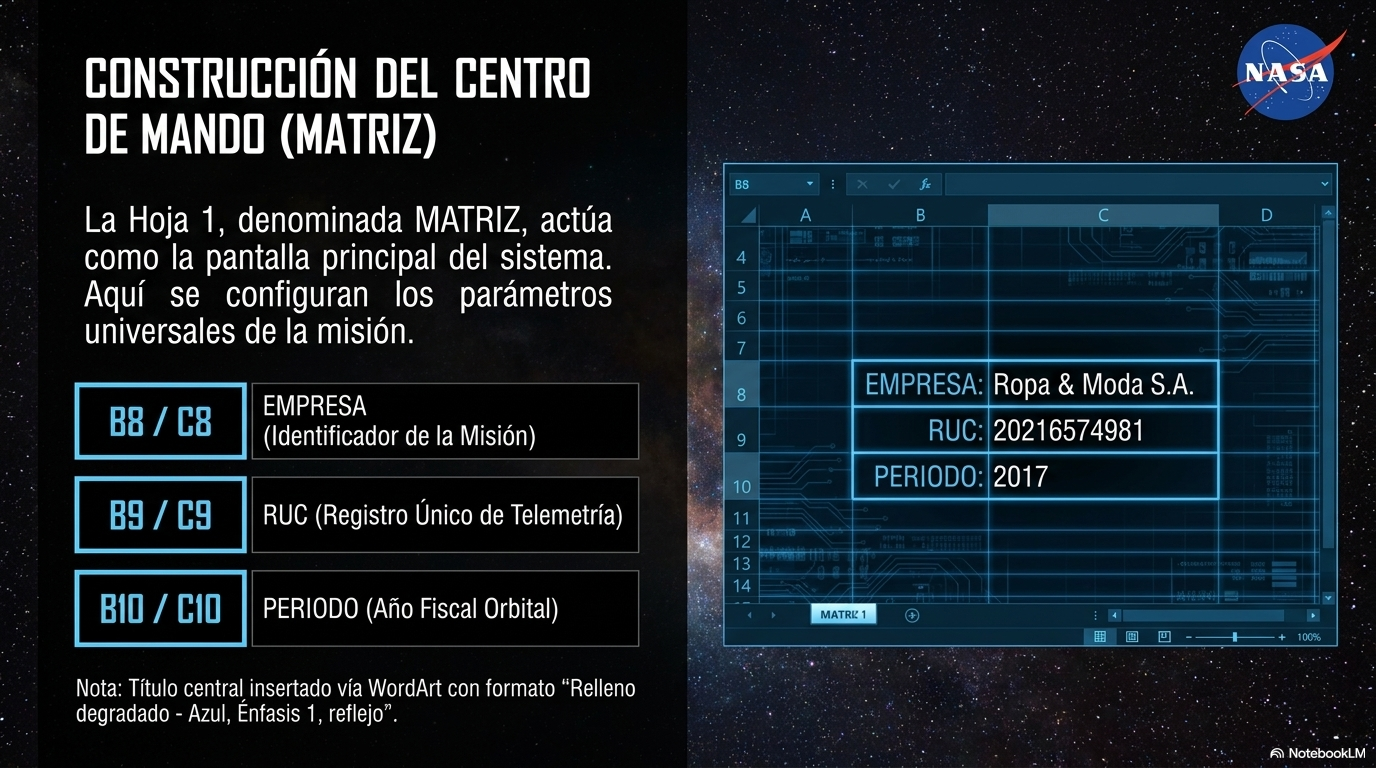 CONSTRUCCIÓN DEL CENTRO
DE MANDO (MATRIZ)
La Hoja 1, denominada MATRIZ, actúa
como la pantalla principal del sistema.
Aquí se configuran los parámetros
universales de la misión.
B8 / C8
EMPRESA
(Identificador de la Misión)
B9 / C9
RUC (Registro Único de Telemetría)
B10 / C10
PERIODO (Año Fiscal Orbital)
Nota: Título central insertado vía WordArt con formato “Relleno
degradado - Azul, Énfasis 1, reflejo”.
NASA
B8
fx
A B C D
4
5
6
7
8 EMPRESA: Ropa & Moda S.A.
9 RUC: 20216574981
10 PERIODO: 2017
11
12
13
14
MATRIZ 1
100%
NotebookLM